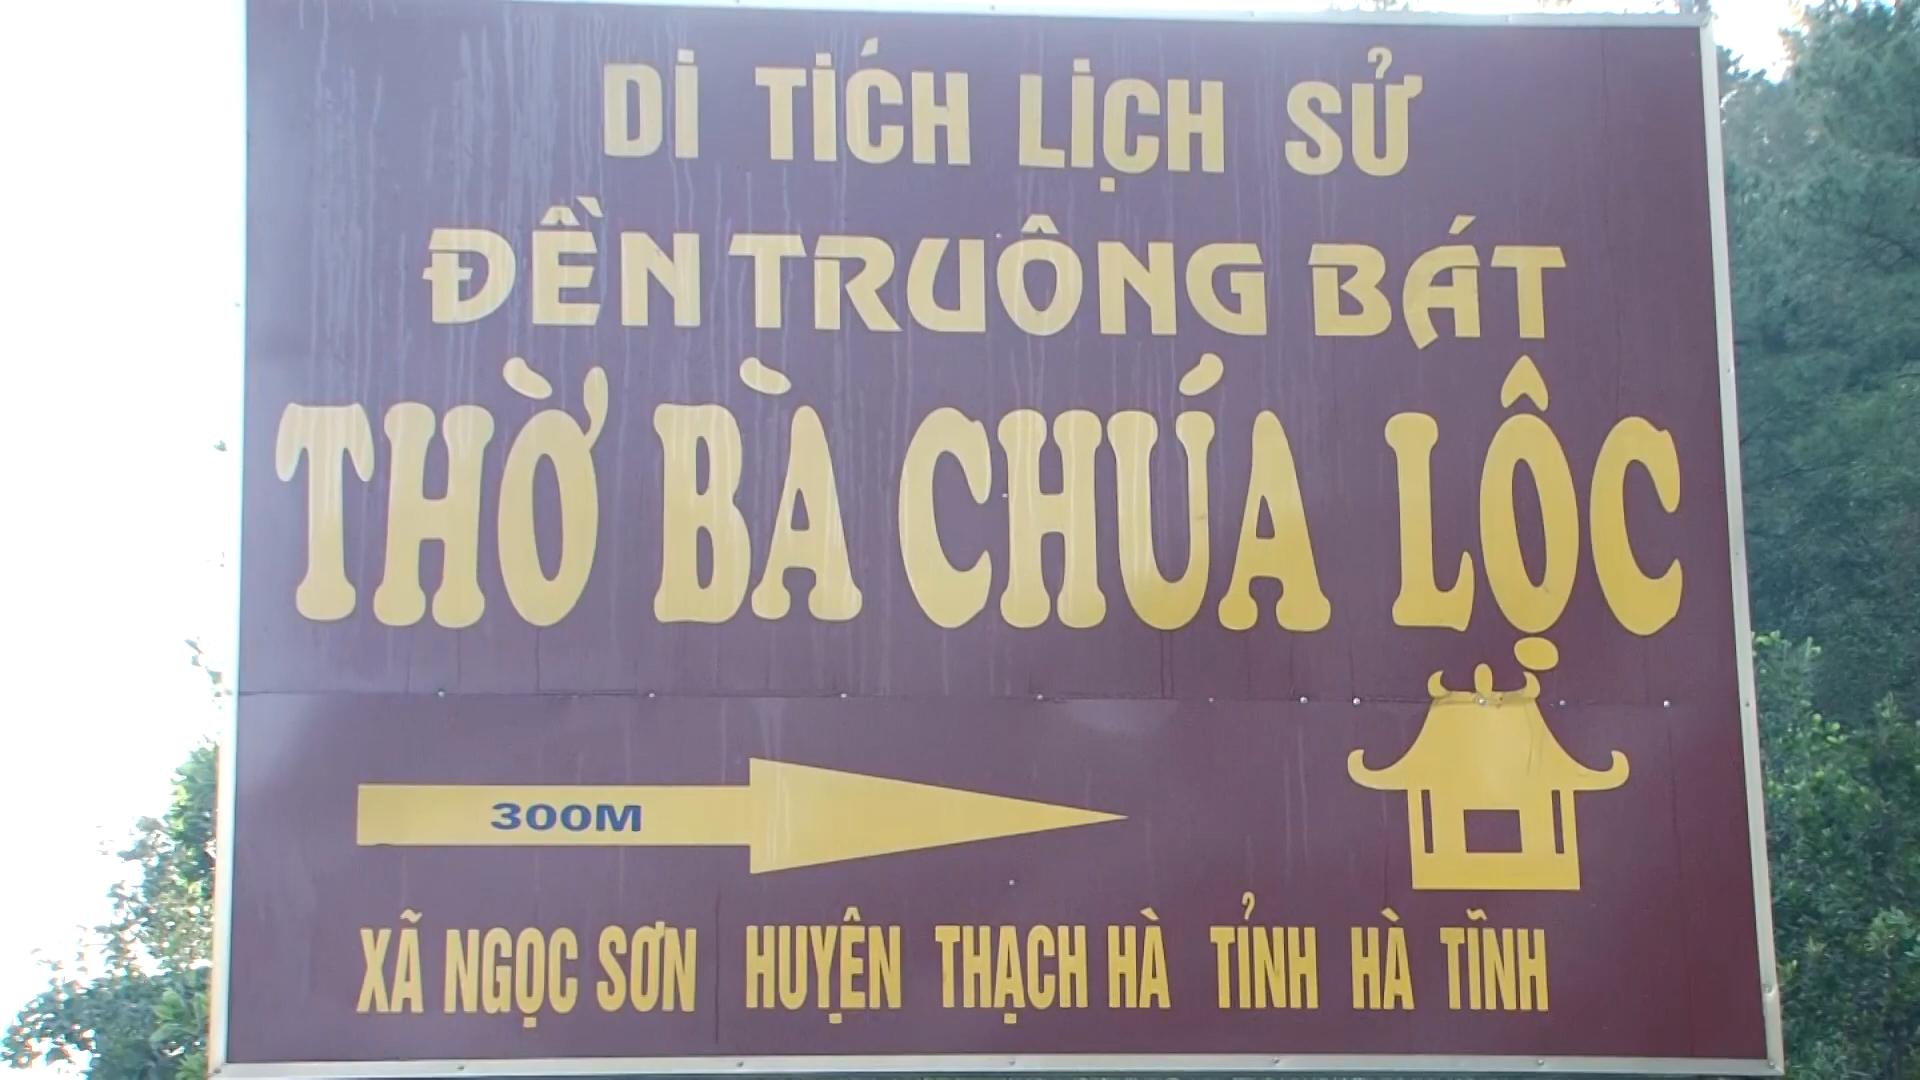 DI TÍCH LỊCH SỬ
ĐỀN TRUÔNG BÁT
THỜ BÀ CHÚA LỘC
300M
XÃ NGỌC SƠN HUYỆN THẠCH HÀ TỈNH HÀ TĨNH